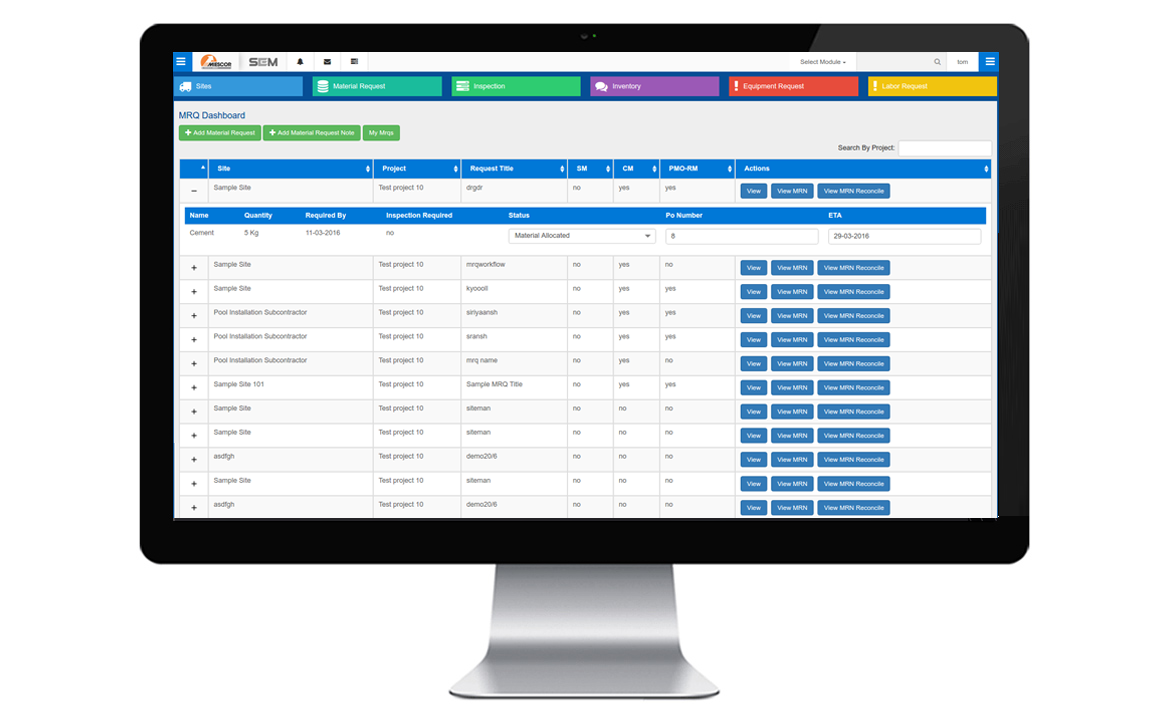 MESCOR SCM Select Module tom
Sites Material Request Inspection Inventory Equipment Request Labor Request
MRQ Dashboard
Add Material Request Add Material Request Note My Mrqs
Search By Project:
Site Project Request Title SM CM PMO-RM Actions
Sample Site Test project 10 drgdr no yes yes View View MRN View MRN Reconcile
Name Quantity Required By Inspection Required Status Po Number ETA
Cement 5 Kg 11-03-2016 no Material Allocated 8 29-03-2016
Sample Site Test project 10 mrqworkflow no yes no View View MRN View MRN Reconcile
Sample Site Test project 10 kyoooll no yes yes View View MRN View MRN Reconcile
Pool Installation Subcontractor Test project 10 siriyaansh no yes yes View View MRN View MRN Reconcile
Pool Installation Subcontractor Test project 10 sransh no yes yes View View MRN View MRN Reconcile
Pool Installation Subcontractor Test project 10 mrq name no yes no View View MRN View MRN Reconcile
Sample Site 101 Test project 10 Sample MRQ Title no yes yes View View MRN View MRN Reconcile
Sample Site Test project 10 siteman no no no View View MRN View MRN Reconcile
Sample Site Test project 10 siteman no no no View View MRN View MRN Reconcile
asdfgh Test project 10 demo20/6 no no no View View MRN View MRN Reconcile
Sample Site Test project 10 siteman no no no View View MRN View MRN Reconcile
asdfgh Test project 10 demo20/6 no no no View View MRN View MRN Reconcile